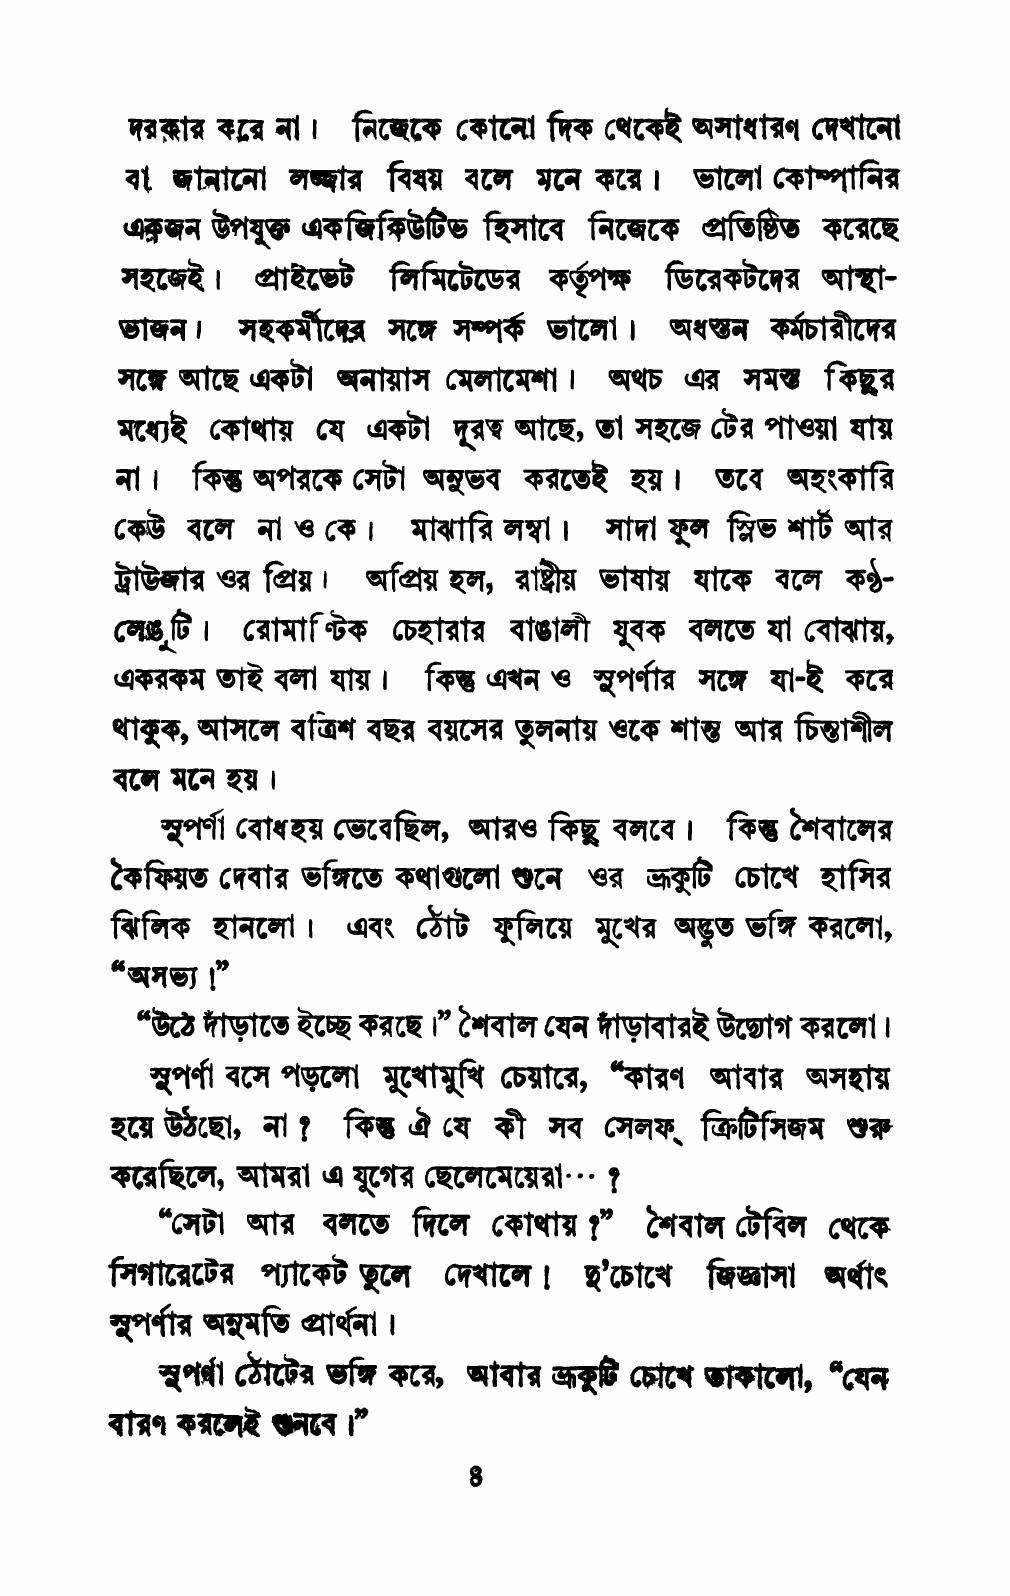 দরকার করে না। নিজেকে কোনো দিক থেকেই অসাধারণ দেখানো
বা জানানো লজ্জার বিষয় বলে মনে করে। ভালো কোম্পানির
একজন উপযুক্ত একজিকিউটিভ হিসাবে নিজেকে প্রতিষ্ঠিত করেছে
সহজেই। প্রাইভেট লিমিটেডের কর্তৃপক্ষ ডিরেকটদের আস্থা-
ভাজন। সহকর্মীদের সঙ্গে সম্পর্ক ভালো। অধস্তন কর্মচারীদের
সঙ্গে আছে একটা অনায়াস মেলামেশা। অথচ এর সমস্ত কিছুর
মধ্যেই কোথায় যে একটা দূরত্ব আছে, তা সহজে টের পাওয়া যায়
না। কিন্তু অপরকে সেটা অনুভব করতেই হয়। তবে অহংকারি
কেউ বলে না ও কে। মাঝারি লম্বা। সাদা ফুল স্লিভ শার্ট আর
ট্রাউজার ওর প্রিয়। অপ্রিয় হল, রাষ্ট্রীয় ভাষায় যাকে বলে কণ্ঠ-
লেঙুটি। রোমাণ্টিক চেহারার বাঙালী যুবক বলতে যা বোঝায়,
একরকম তাই বলা যায়। কিন্তু এখন ও সুপর্ণার সঙ্গে যা-ই করে
থাকুক, আসলে বত্রিশ বছর বয়সের তুলনায় ওকে শান্ত আর চিন্তাশীল
বলে মনে হয়।
সুপর্ণা বোধহয় ভেবেছিল, আরও কিছু বলবে। কিন্তু শৈবালের
কৈফিয়ত দেবার ভঙ্গিতে কথাগুলো শুনে ওর ভ্রূকুটি চোখে হাসির
ঝিলিক হানলো। এবং ঠোঁট ফুলিয়ে মুখের অদ্ভুত ভঙ্গি করলো,
“অসভ্য!”
“উঠে দাঁড়াতে ইচ্ছে করছে।” শৈবাল যেন দাঁড়াবারই উদ্যোগ করলো।
সুপর্ণা বসে পড়লো মুখোমুখি চেয়ারে, “কারণ আবার অসহায়
হয়ে উঠছো, না? কিন্তু ঐ যে কী সব সেলফ্ ক্রিটিসিজম শুরু
করেছিলে, আমরা এ যুগের ছেলেমেয়েরা···?
“সেটা আর বলতে দিলে কোথায়?” শৈবাল টেবিল থেকে
সিগারেটের প্যাকেট তুলে দেখালে! দু’চোখে জিজ্ঞাসা অর্থাৎ
সুপর্ণার অনুমতি প্রার্থনা।
সুপর্ণা ঠোঁটের ভঙ্গি করে, আবার ভ্রূকুটি চোখে তাকালো, “যেন
বারণ করলেই শুনবে।”
৪